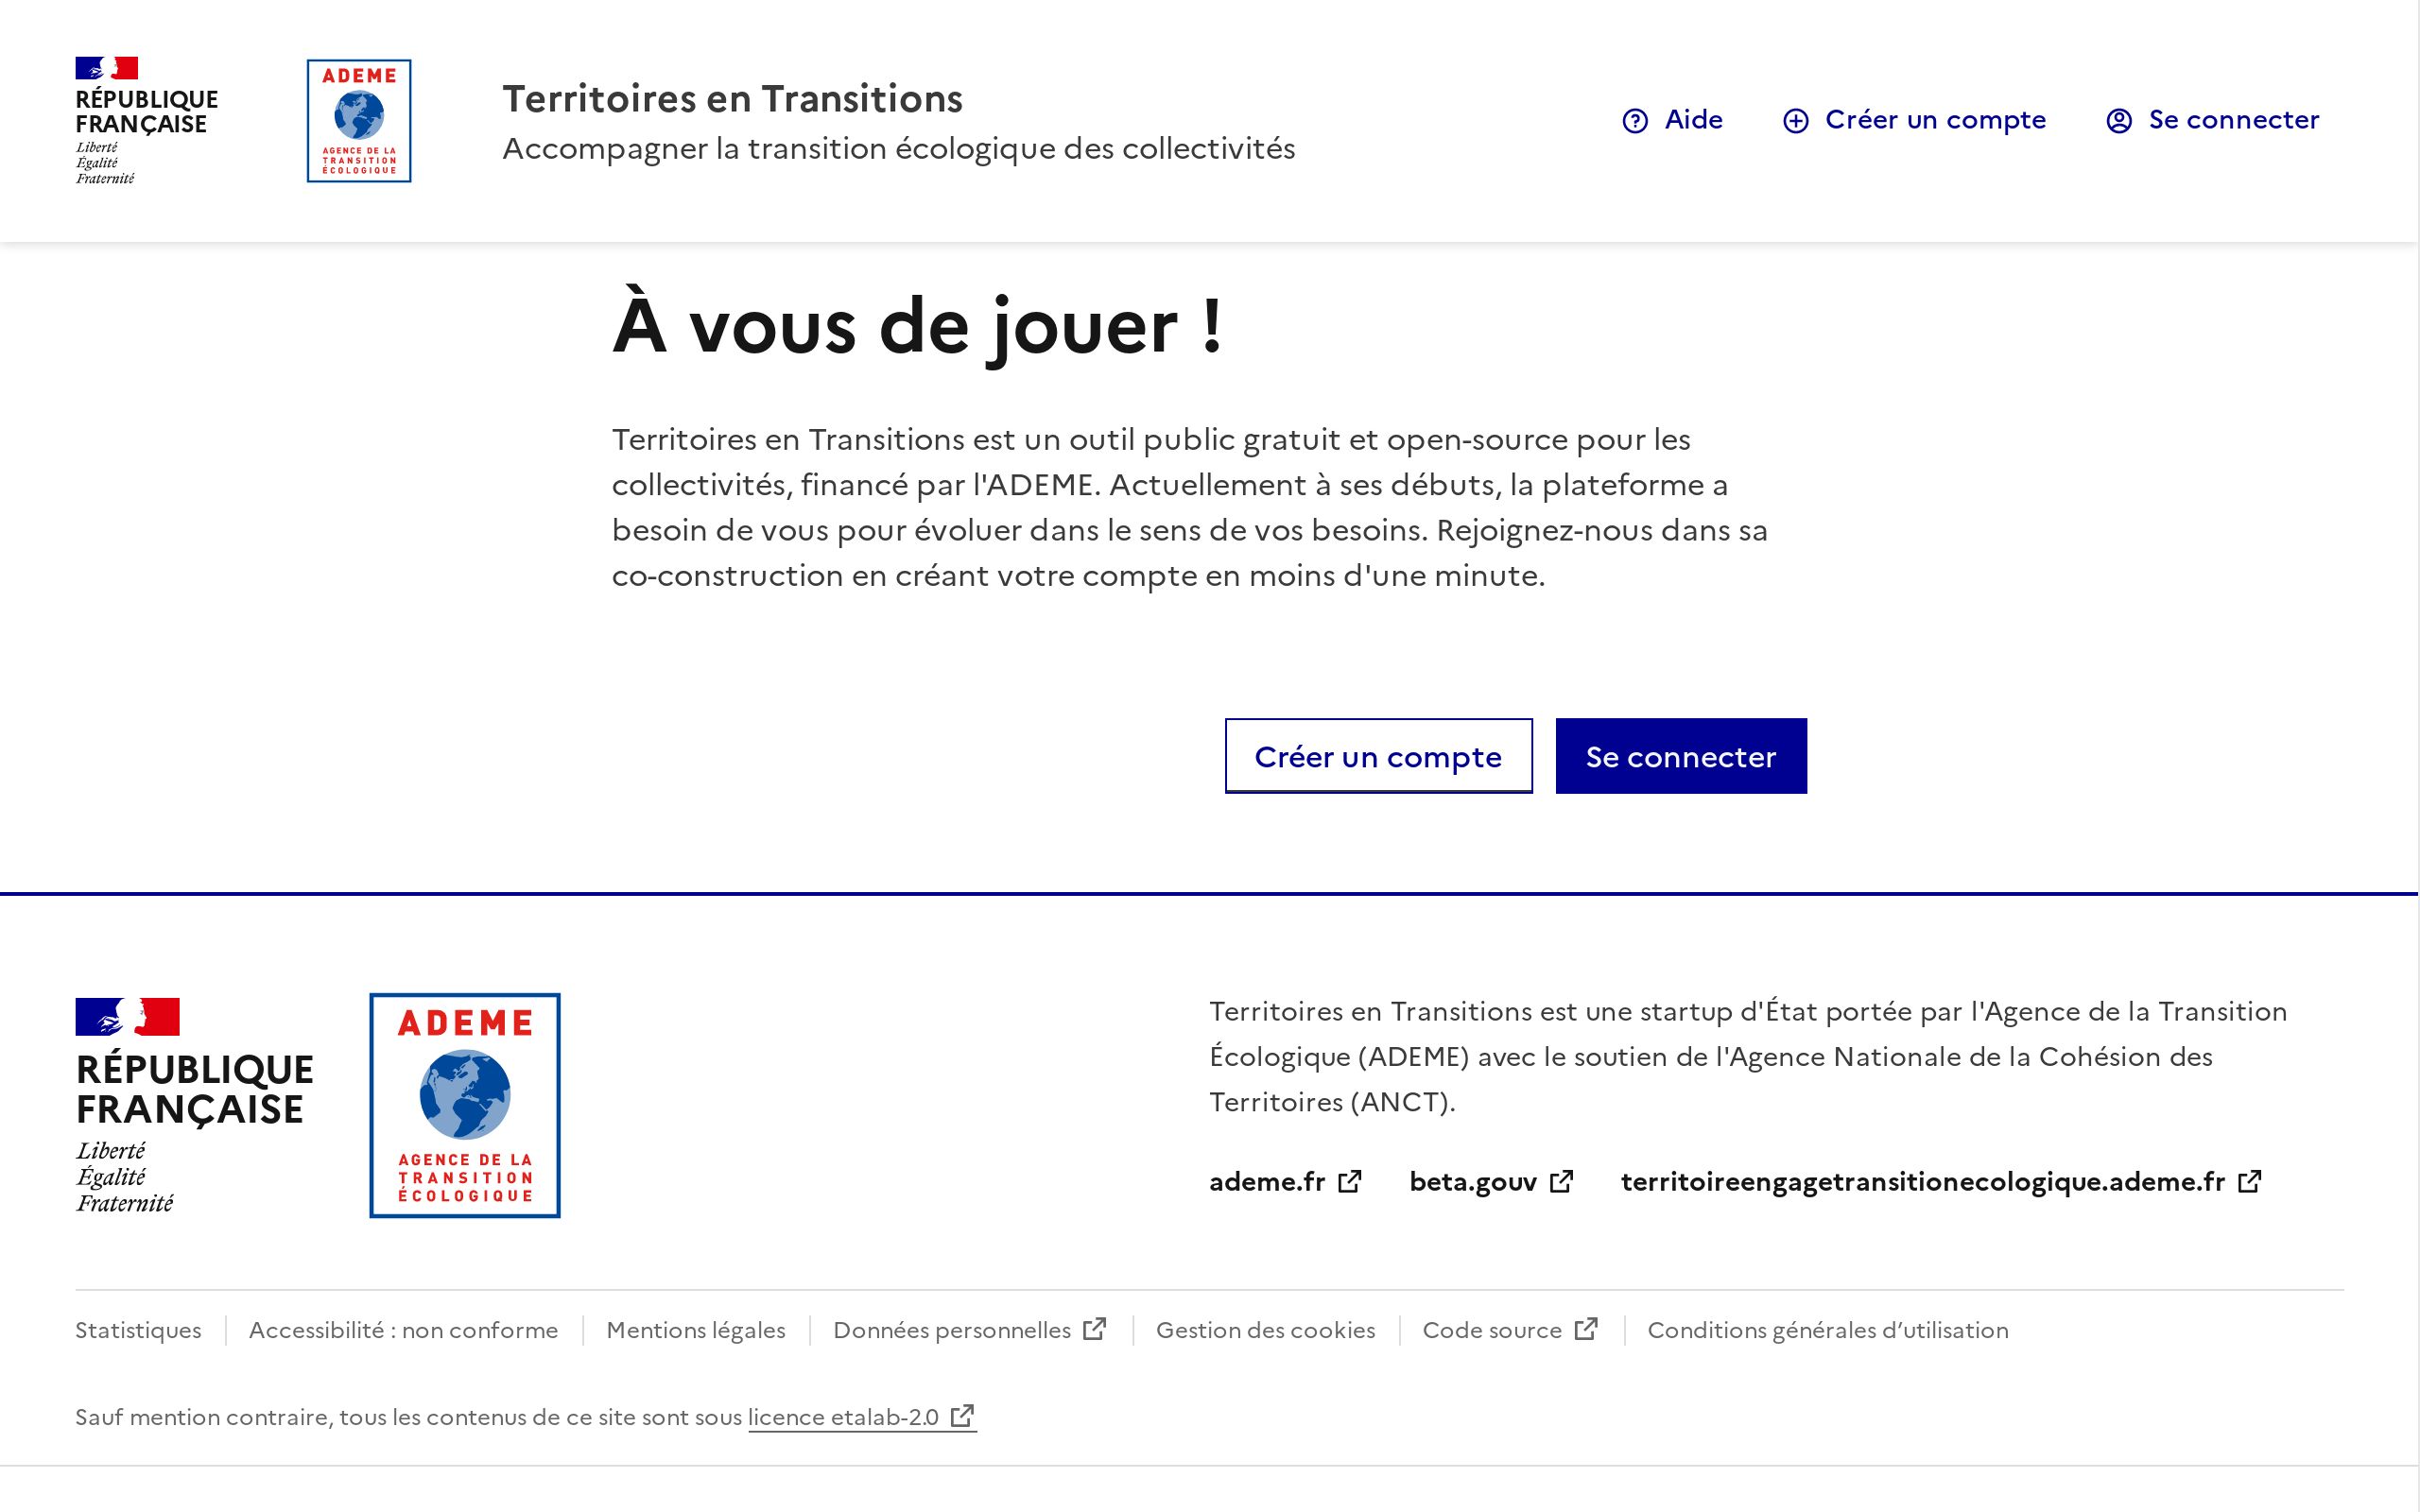 RÉPUBLIQUE
FRANÇAISE
Liberté
Égalité
Fraternité
ADEME
AGENCE DE LA
TRANSITION
ÉCOLOGIQUE
Territoires en Transitions
Accompagner la transition écologique des collectivités
Aide
Créer un compte
Se connecter
À vous de jouer !
Territoires en Transitions est un outil public gratuit et open-source pour les
collectivités, financé par l'ADEME. Actuellement à ses débuts, la plateforme a
besoin de vous pour évoluer dans le sens de vos besoins. Rejoignez-nous dans sa
co-construction en créant votre compte en moins d'une minute.
Créer un compte
Se connecter
RÉPUBLIQUE
FRANÇAISE
Liberté
Égalité
Fraternité
ADEME
AGENCE DE LA
TRANSITION
ÉCOLOGIQUE
Territoires en Transitions est une startup d'État portée par l'Agence de la Transition
Écologique (ADEME) avec le soutien de l'Agence Nationale de la Cohésion des
Territoires (ANCT).
ademe.fr
beta.gouv
territoireengagetransitionecologique.ademe.fr
Statistiques
Accessibilité : non conforme
Mentions légales
Données personnelles
Gestion des cookies
Code source
Conditions générales d’utilisation
Sauf mention contraire, tous les contenus de ce site sont sous licence etalab-2.0